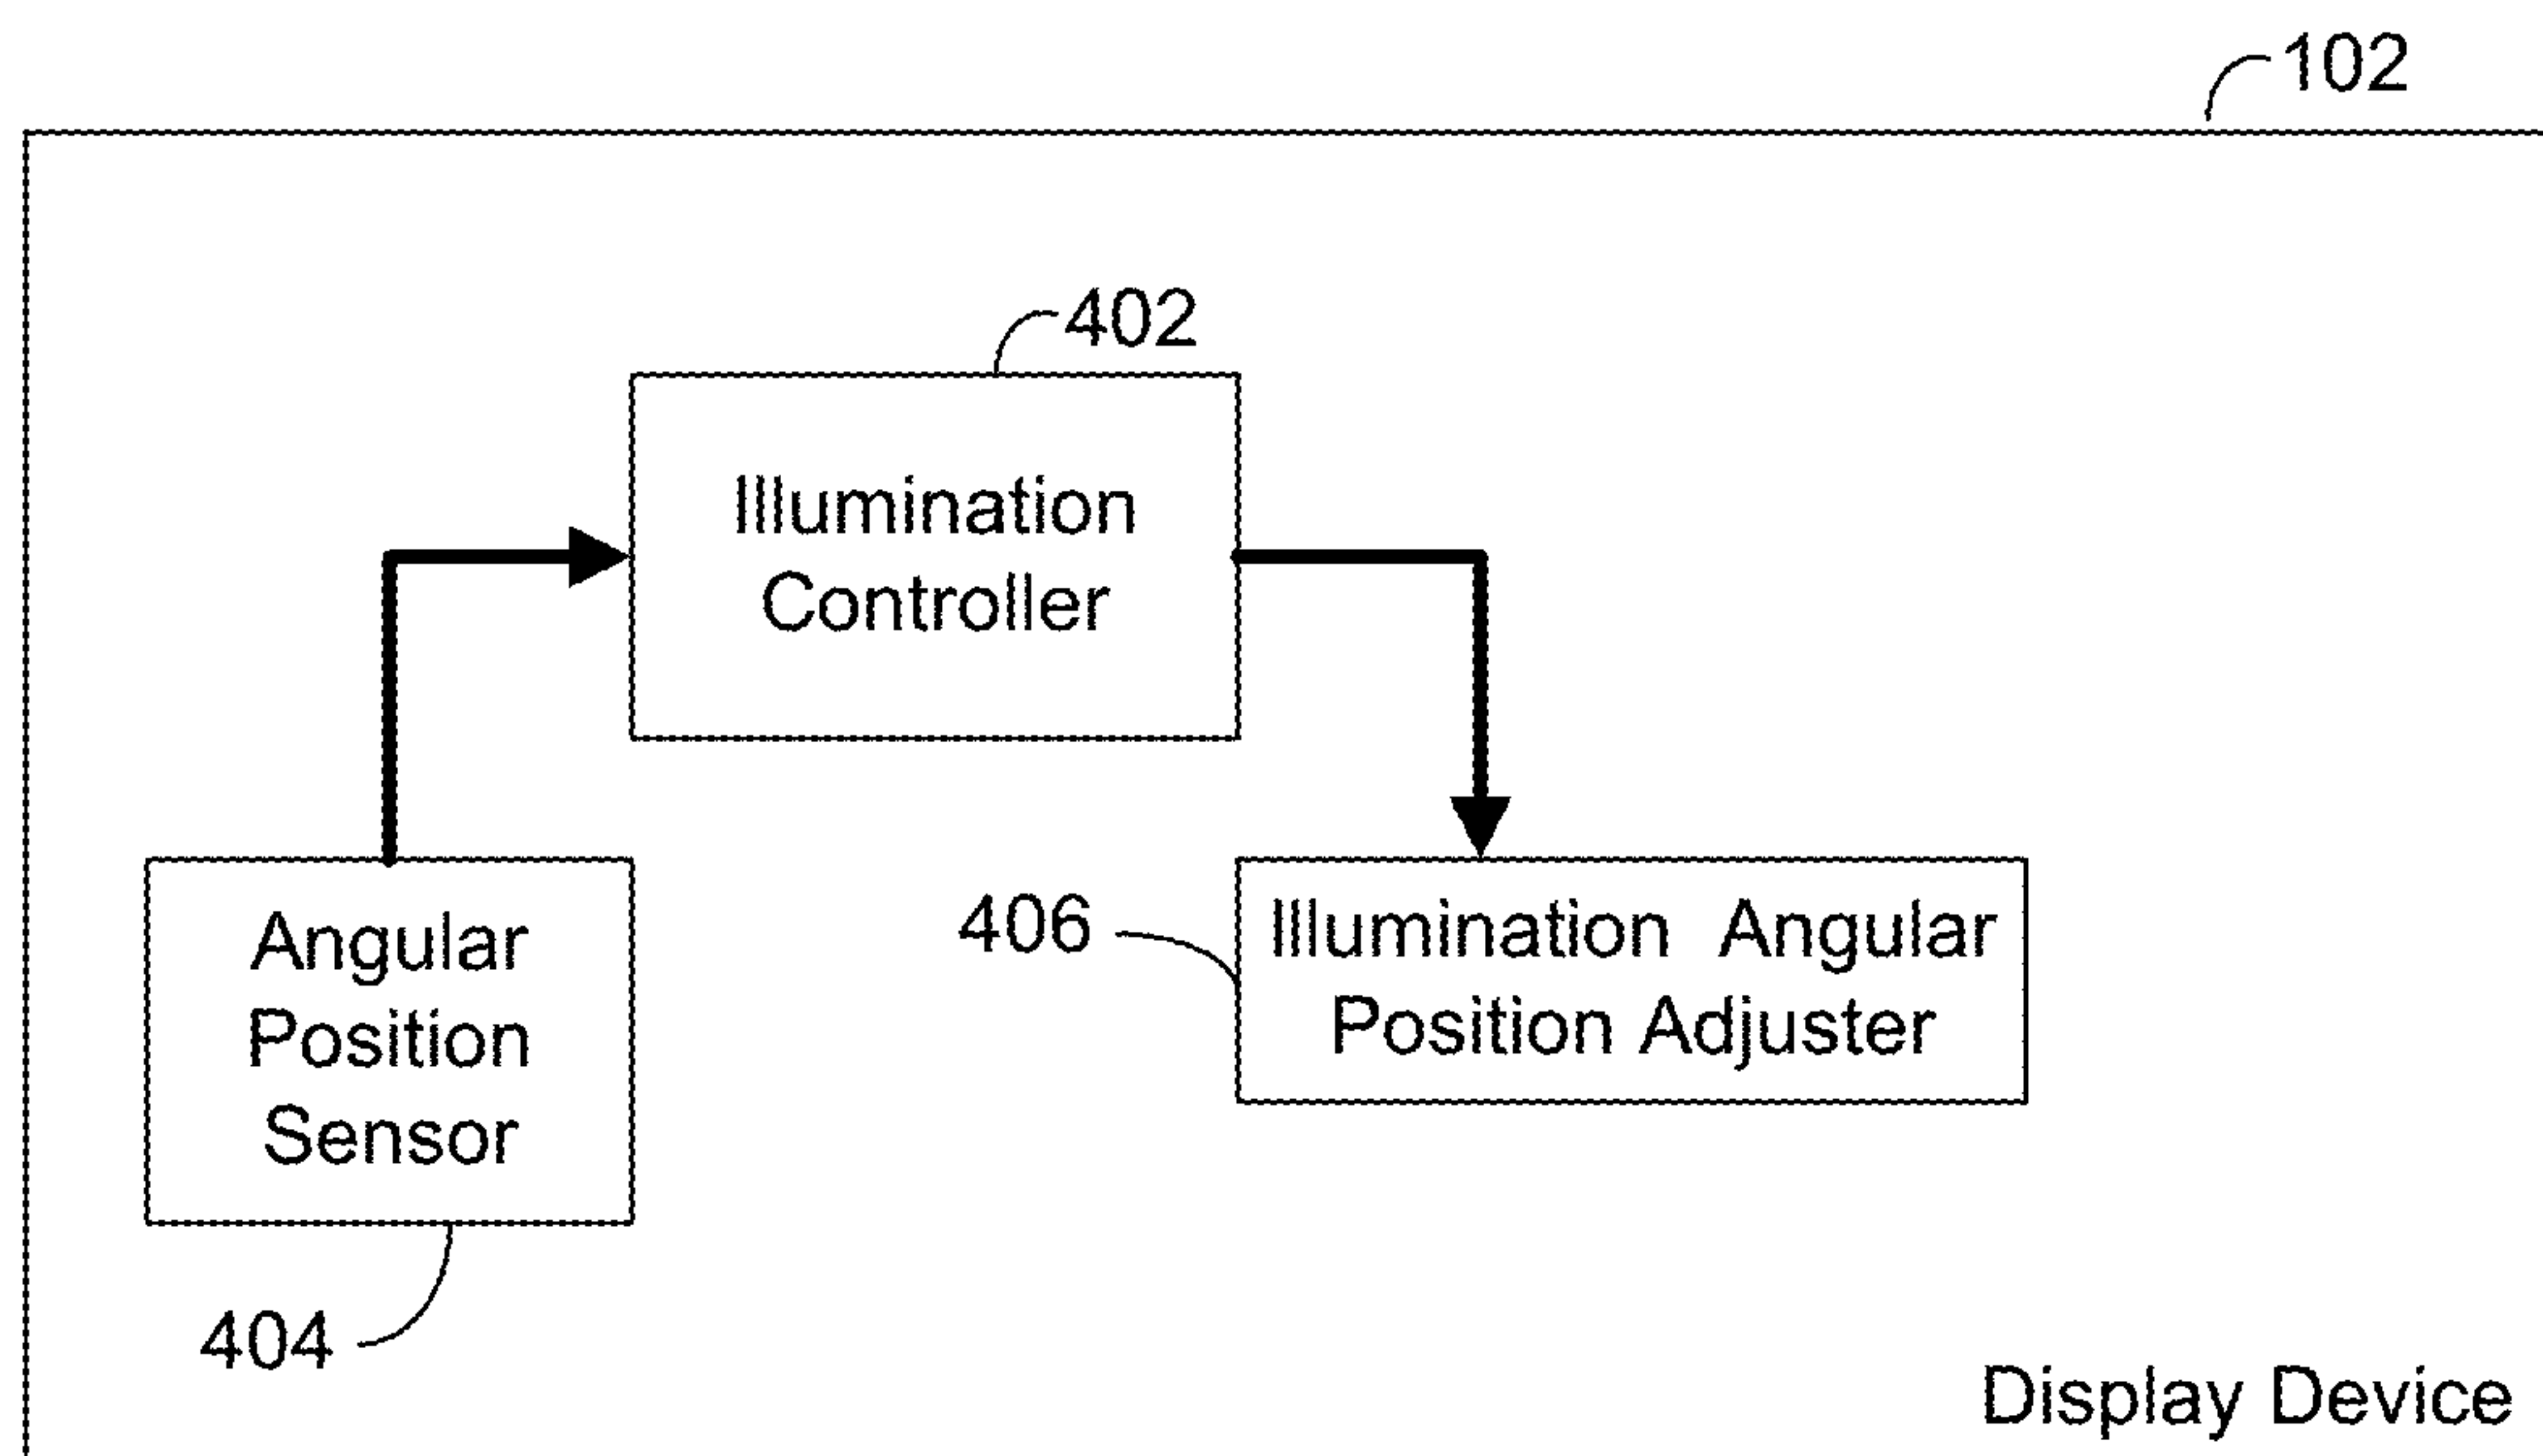 102
402
Illumination
Controller
Angular
Position
Sensor
404
406
Illumination Angular
Position Adjuster
Display Device